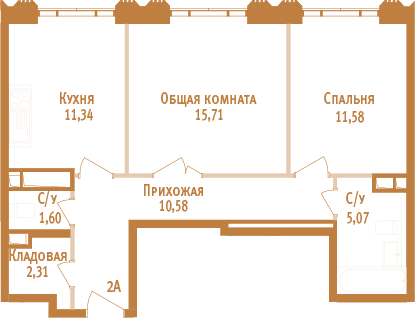 Кухня
11,34
Общая комната
15,71
Спальня
11,58
Прихожая
10,58
С/у
1,60
С/у
5,07
Кладовая
2,31
2А